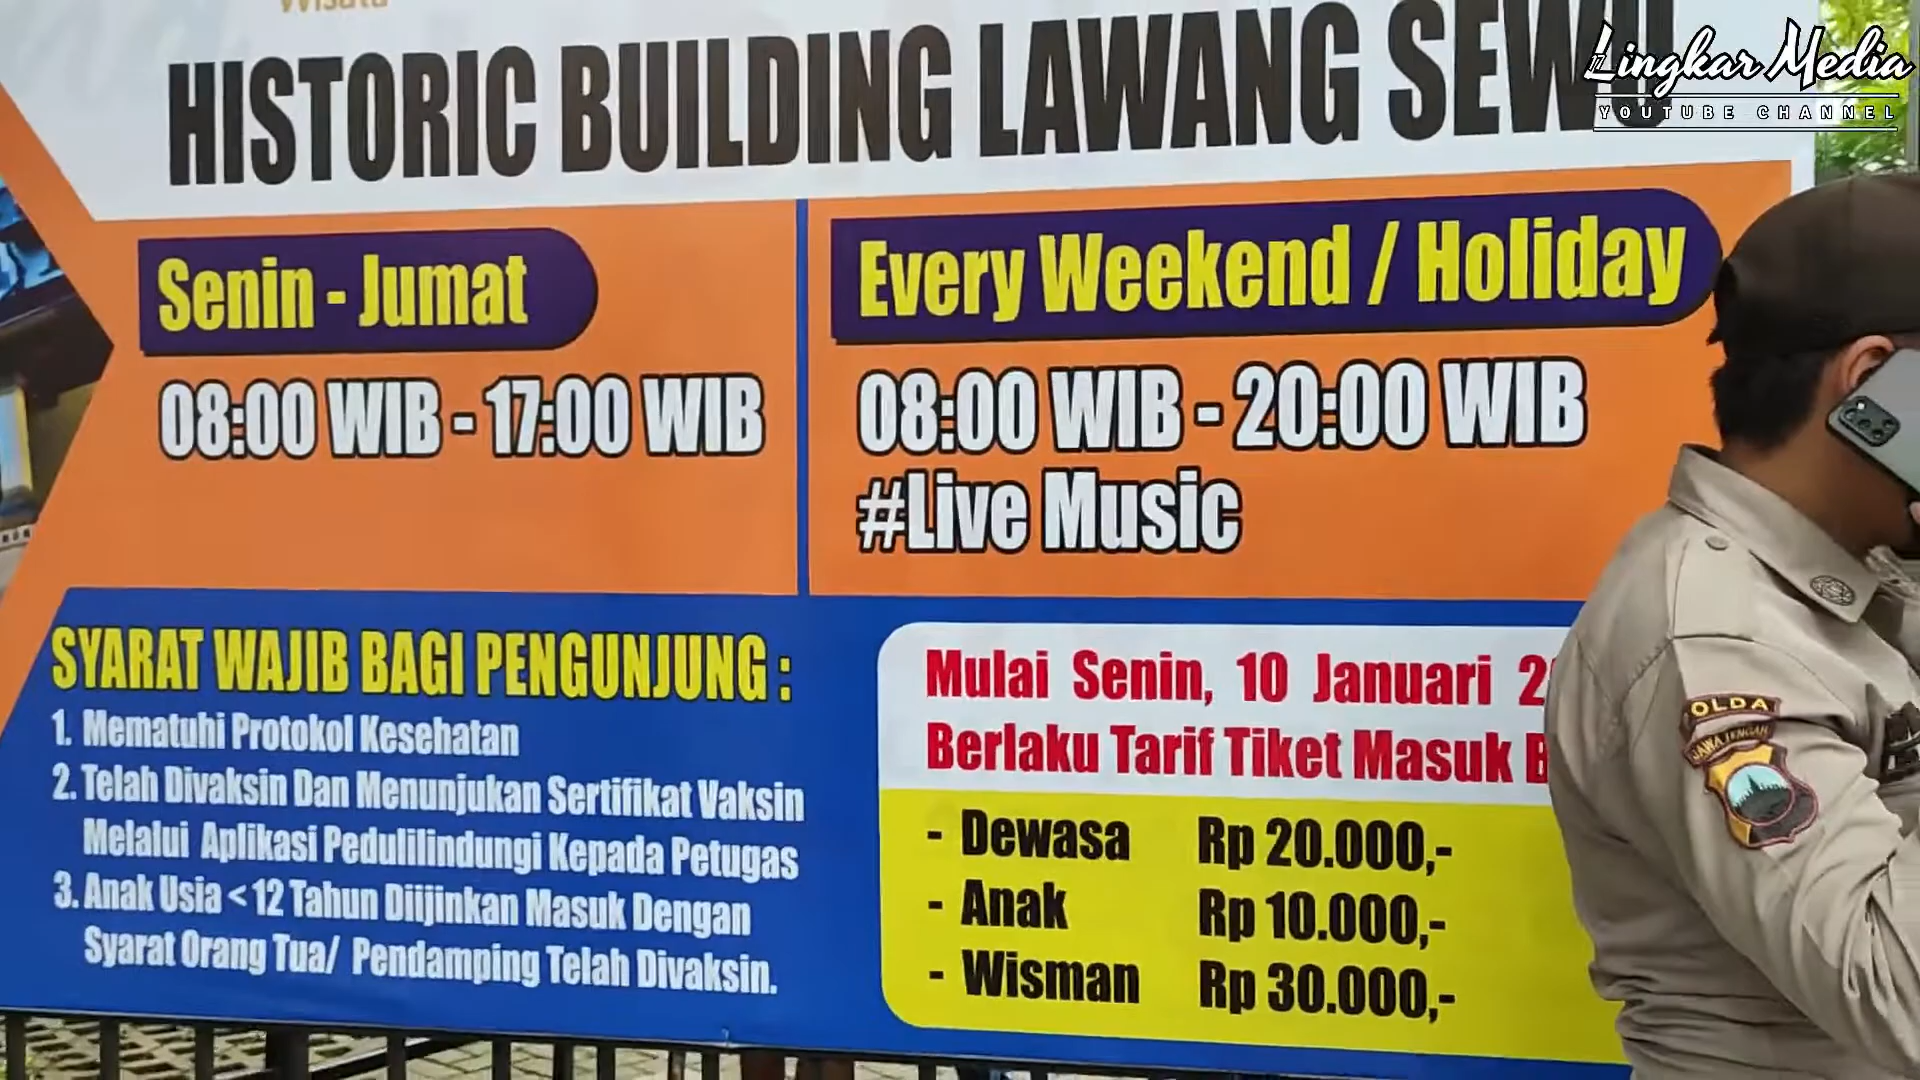 Wisata
HISTORIC BUILDING LAWANG SEWU
Lingkar Media
YOUTUBE CHANNEL
Senin - Jumat
08:00 WIB - 17:00 WIB
Every Weekend / Holiday
08:00 WIB - 20:00 WIB
#Live Music
SYARAT WAJIB BAGI PENGUNJUNG :
1. Mematuhi Protokol Kesehatan
2. Telah Divaksin Dan Menunjukan Sertifikat Vaksin
Melalui Aplikasi Pedulilindungi Kepada Petugas
3. Anak Usia < 12 Tahun Diijinkan Masuk Dengan
Syarat Orang Tua/ Pendamping Telah Divaksin.
Mulai Senin, 10 Januari
Berlaku Tarif Tiket Masuk
- Dewasa Rp 20.000,-
- Anak Rp 10.000,-
- Wisman Rp 30.000,-
OLDA
JAWA TENGAH